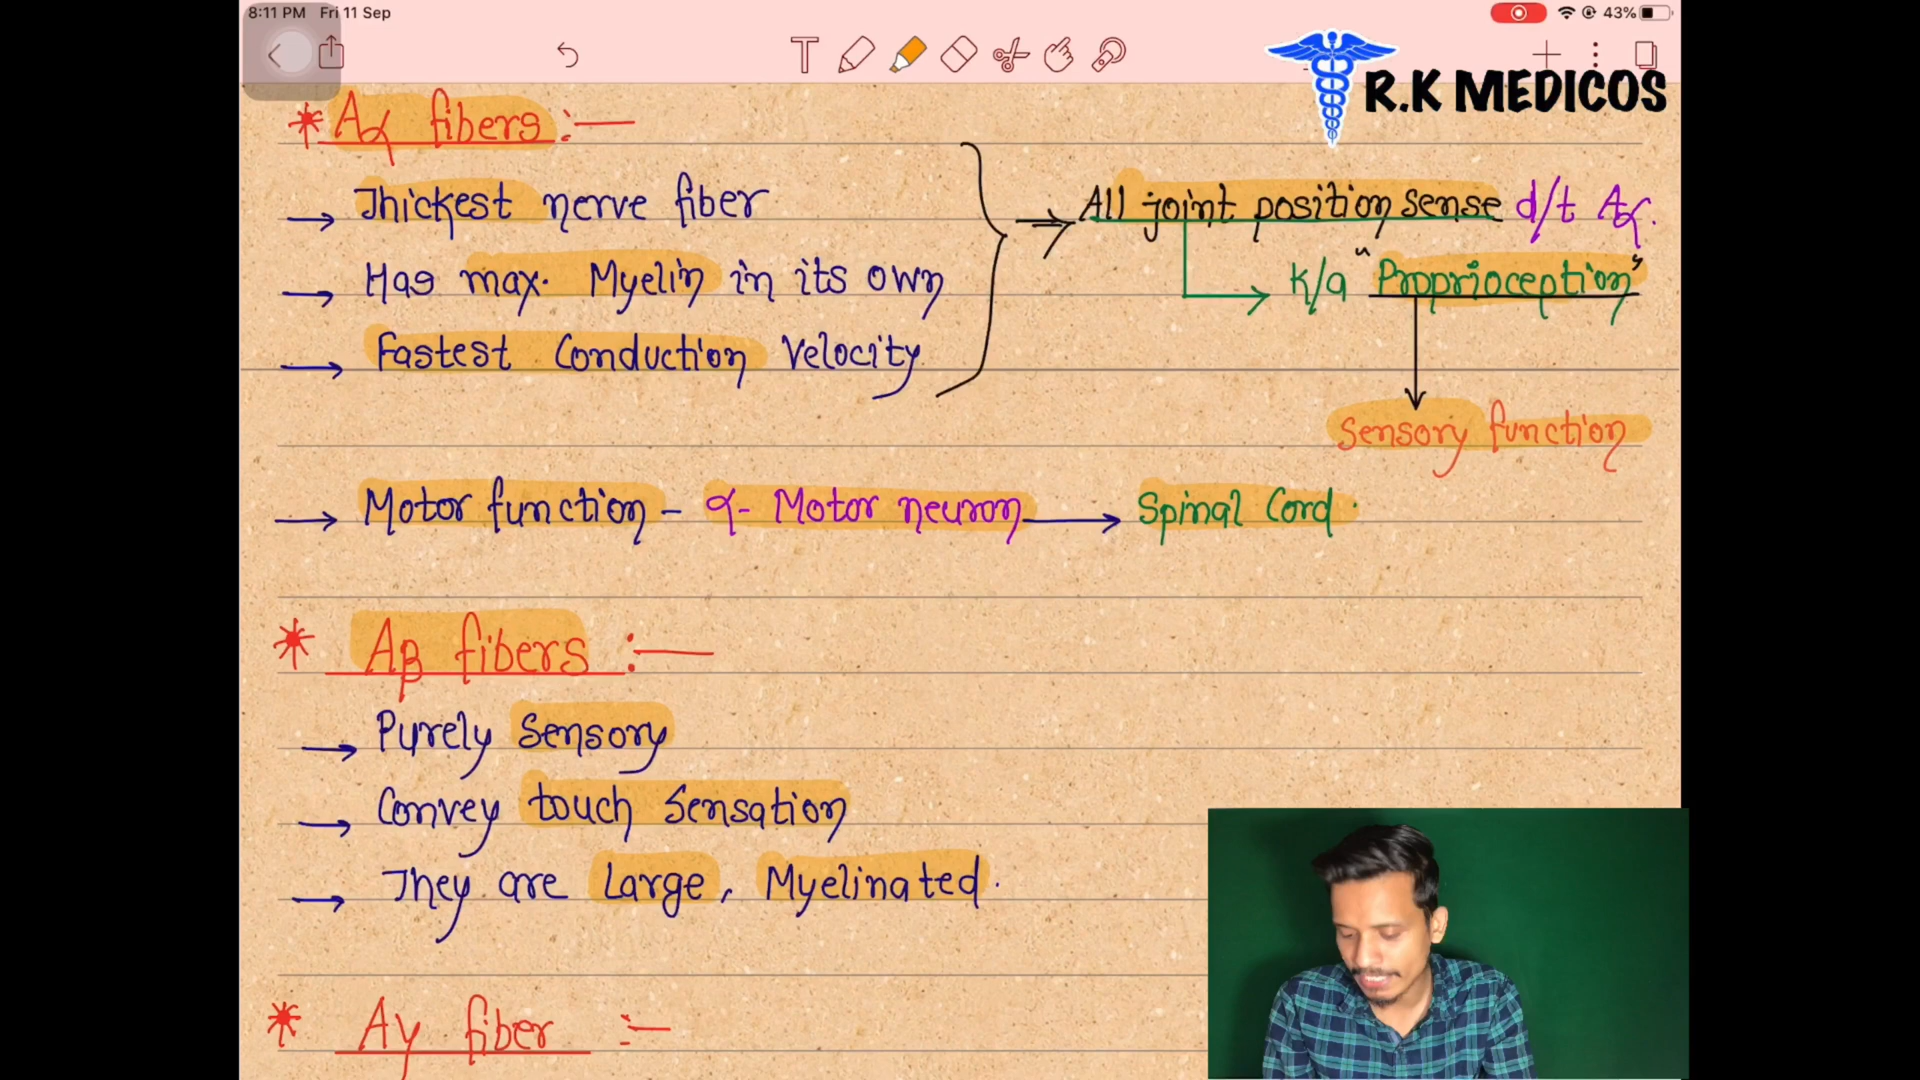 8:11 PM Fri 11 Sep
43%
R.K MEDICOS
* Aα fibers :—
→ Thickest nerve fiber
→ Has max. Myelin in its own
→ Fastest Conduction Velocity
⇒ All joint position sense d/t Aα.
→ K/a "Proprioception"
Sensory function
→ Motor function - α- Motor neuron → Spinal Cord.
* Aβ fibers :—
→ Purely Sensory
→ Convey touch Sensation
→ They are Large, Myelinated.
* Aγ fiber :—